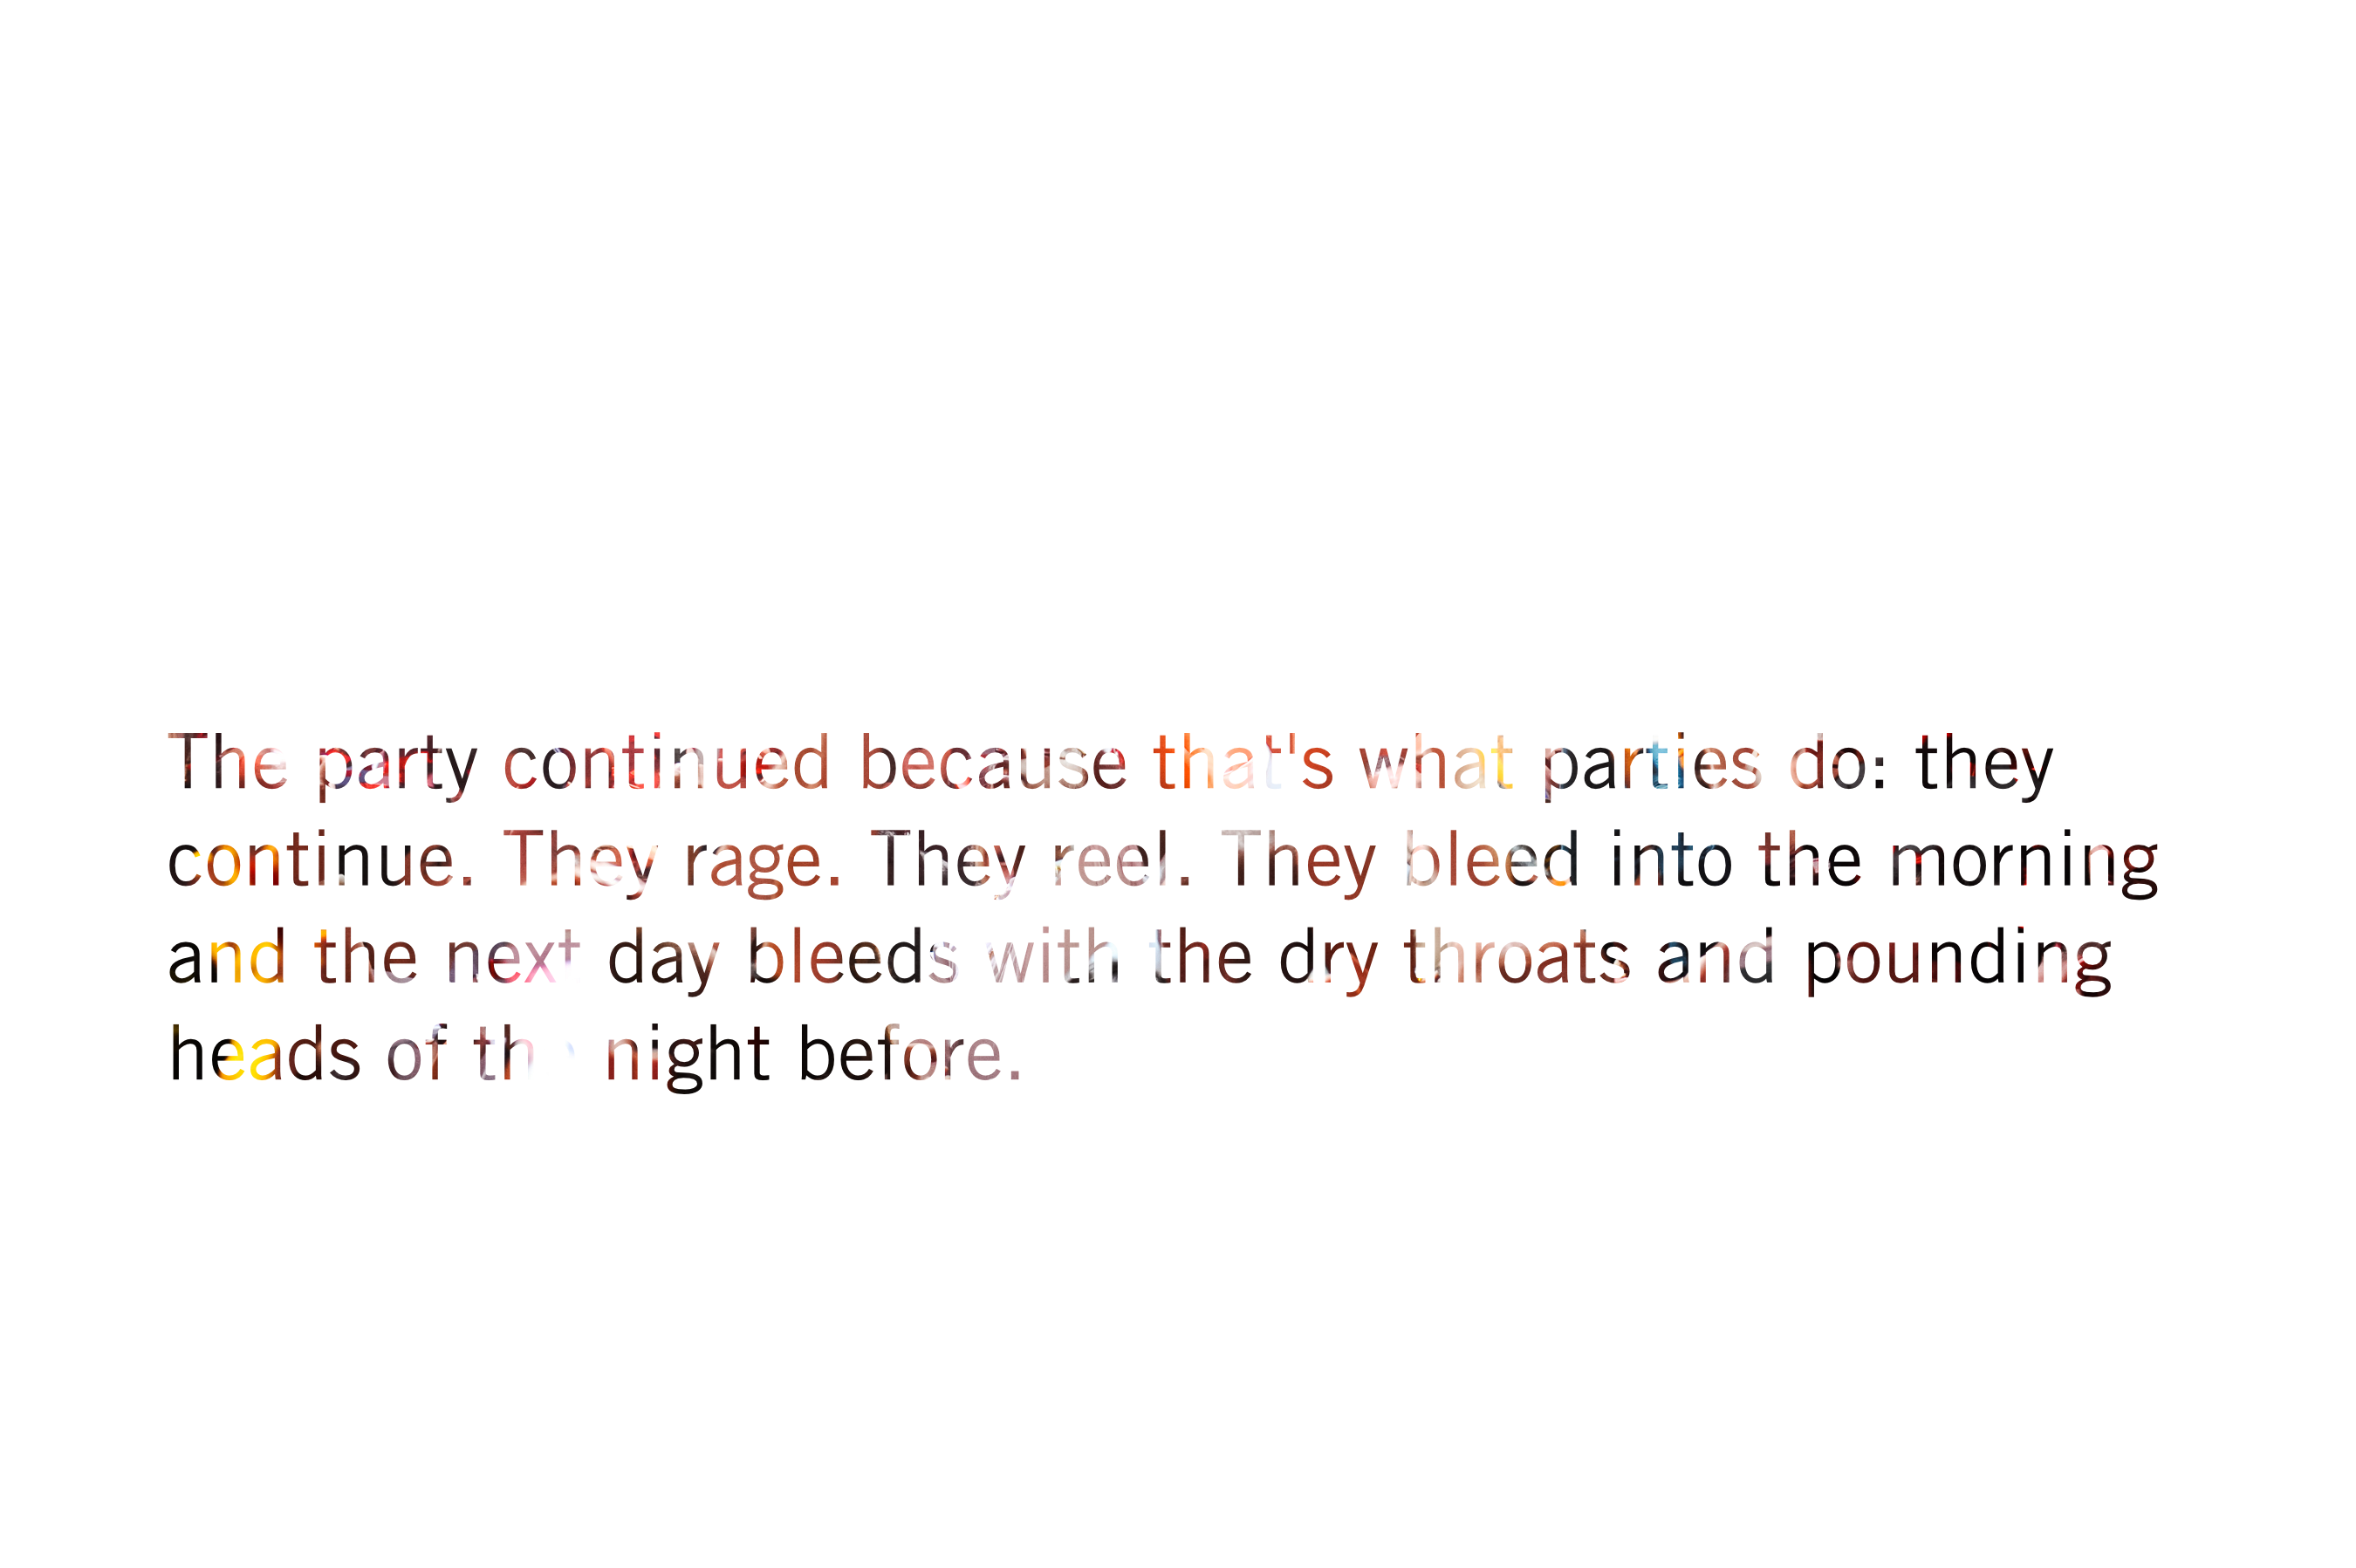 The party continued because that's what parties do: they
continue. They rage. They reel. They bleed into the morning
and the next day bleeds with the dry throats and pounding
heads of the night before.